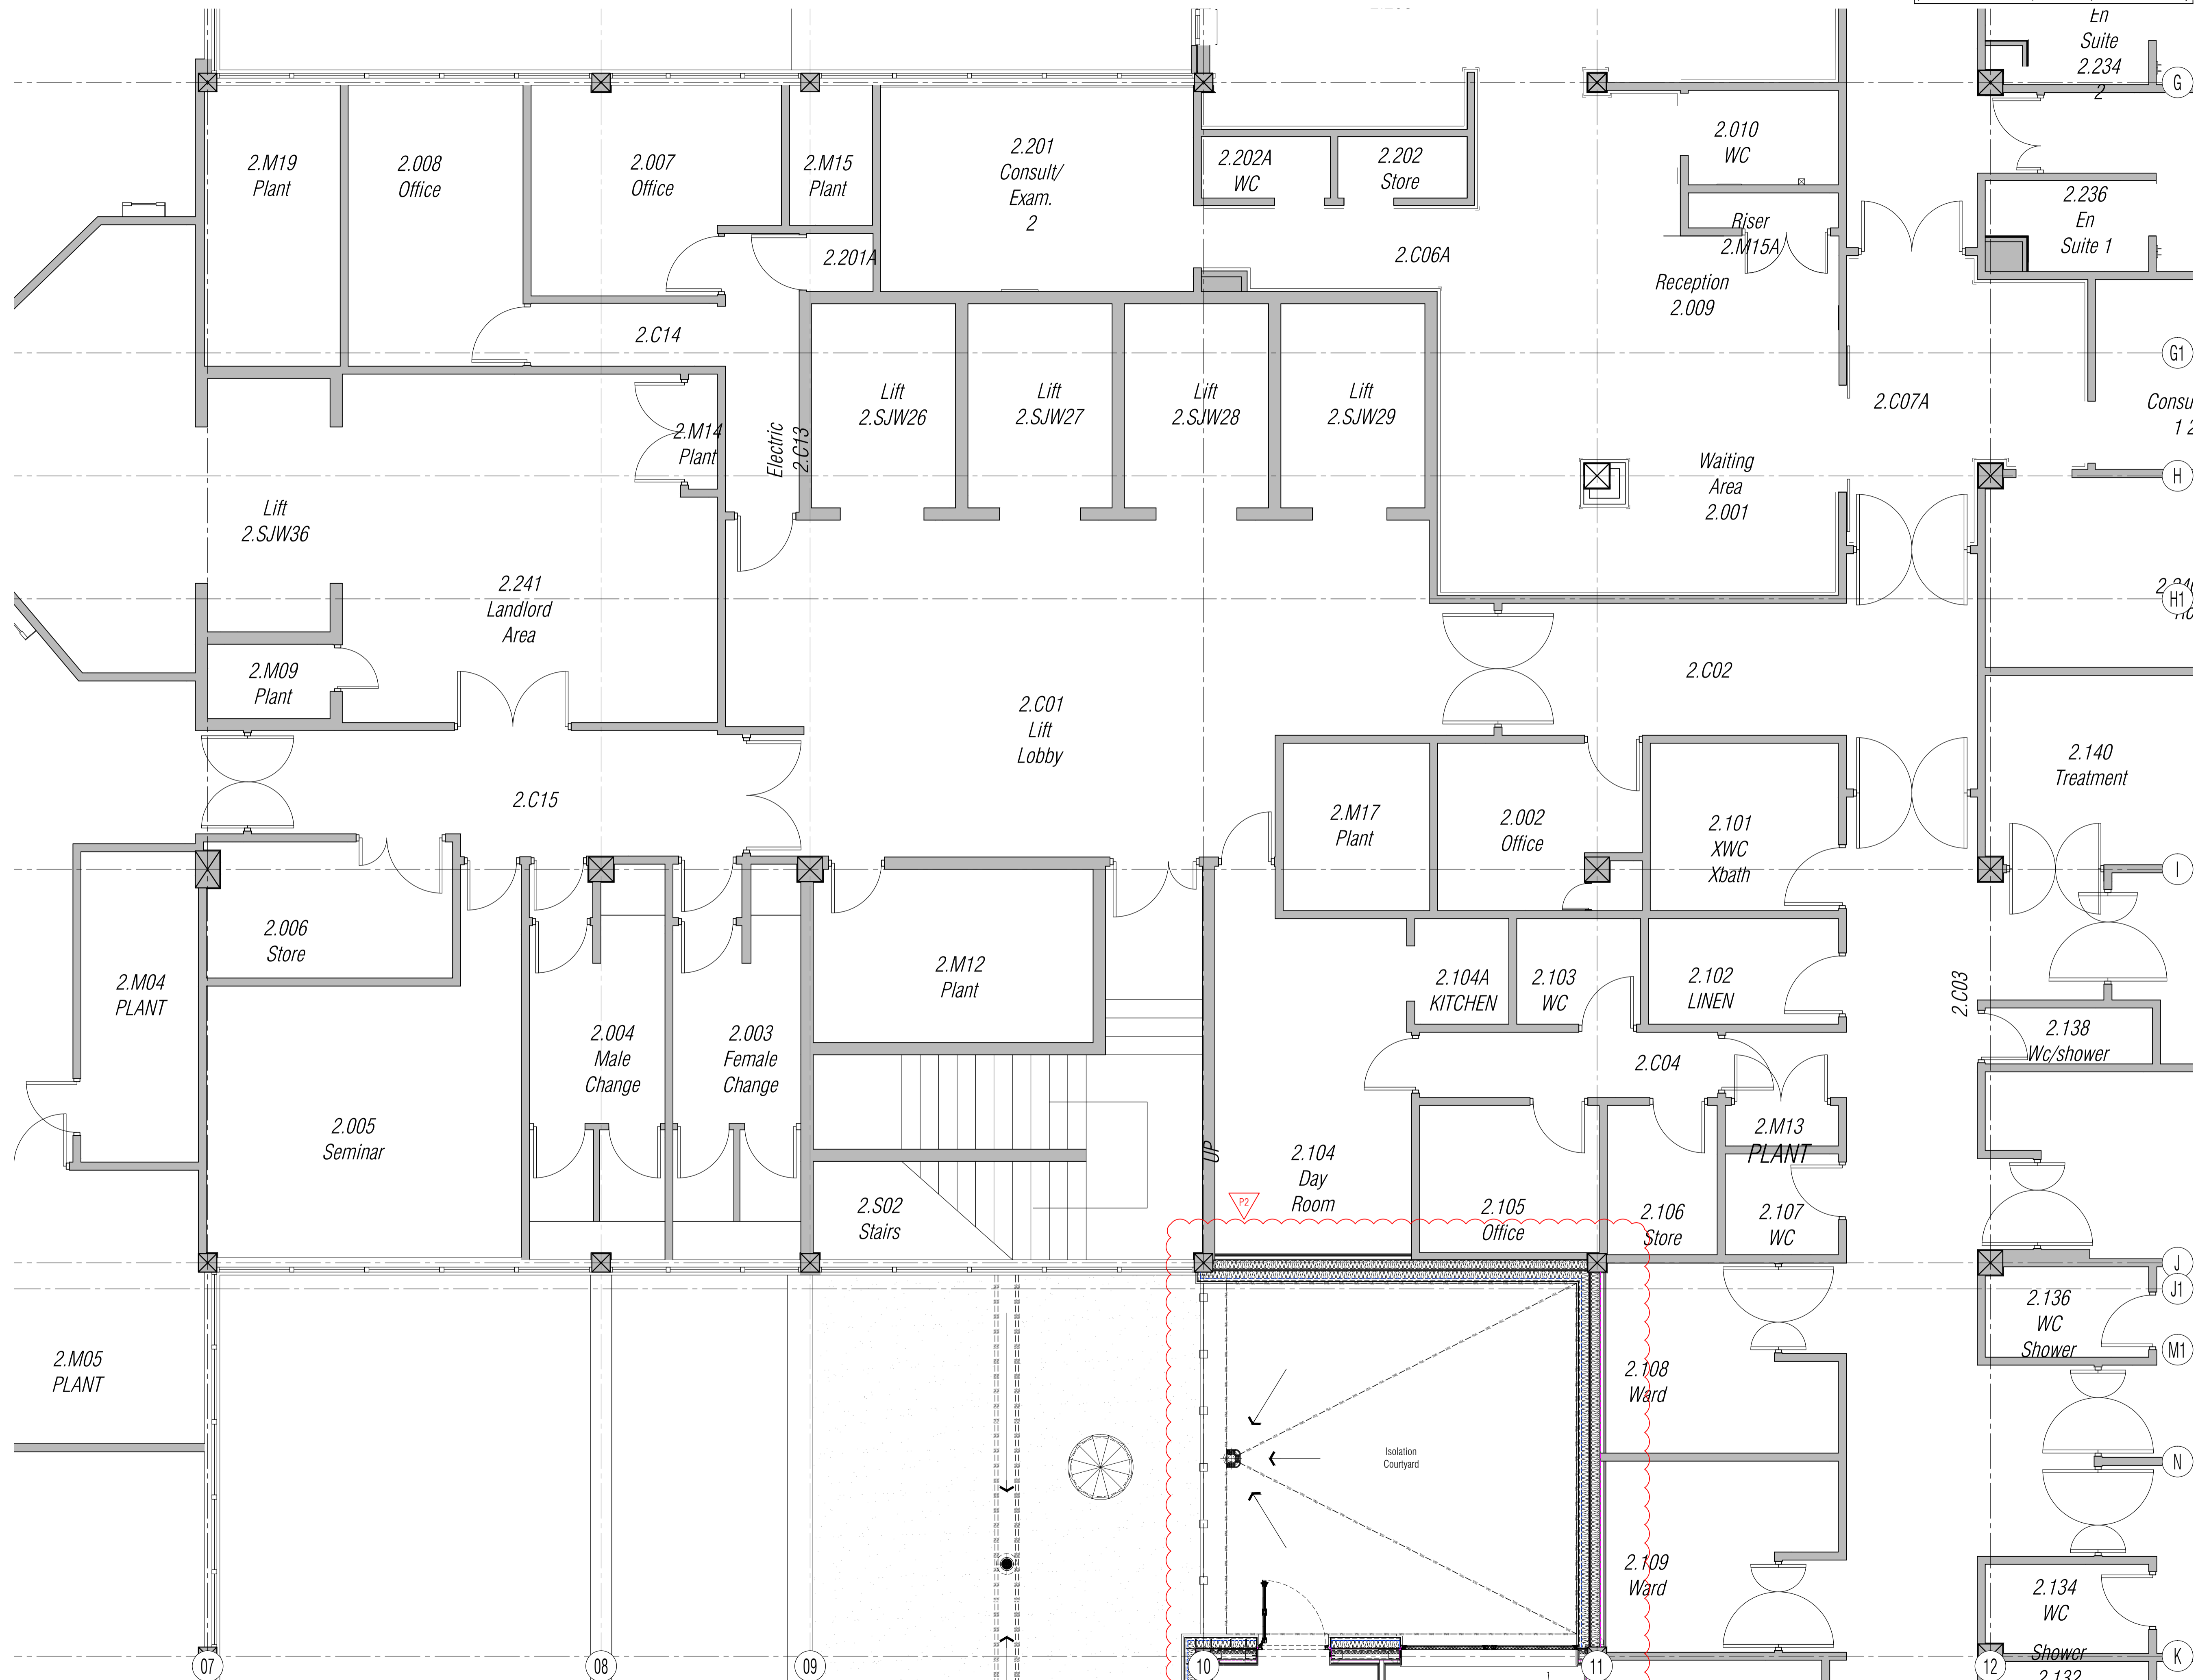 En
Suite
2.234
2
G
2.M19
Plant
2.008
Office
2.007
Office
2.M15
Plant
2.201
Consult/
Exam.
2
2.202A
WC
2.202
Store
2.010
WC
2.236
En
Suite 1
Riser
2.M15A
2.201A
2.C06A
Reception
2.009
2.C14
G1
Lift
2.SJW26
Lift
2.SJW27
Lift
2.SJW28
Lift
2.SJW29
2.C07A
Consu
1 2
2.M14
Plant
Electric
2.C13
Waiting
Area
2.001
H
Lift
2.SJW36
2.241
Landlord
Area
H1
2.M09
Plant
2.C01
Lift
Lobby
2.C02
2.C15
2.140
Treatment
2.M17
Plant
2.002
Office
2.101
XWC
Xbath
I
2.006
Store
2.M04
PLANT
2.M12
Plant
2.104A
KITCHEN
2.103
WC
2.102
LINEN
2.C03
2.004
Male
Change
2.003
Female
Change
2.138
Wc/shower
2.C04
2.005
Seminar
2.M13
PLANT
UP
2.104
Day
Room
P2
2.S02
Stairs
2.105
Office
2.106
Store
2.107
WC
J
J1
2.136
WC
Shower
M1
2.M05
PLANT
2.108
Ward
Isolation
Courtyard
N
2.109
Ward
2.134
WC
Shower
2.132
K
07
08
09
10
11
12